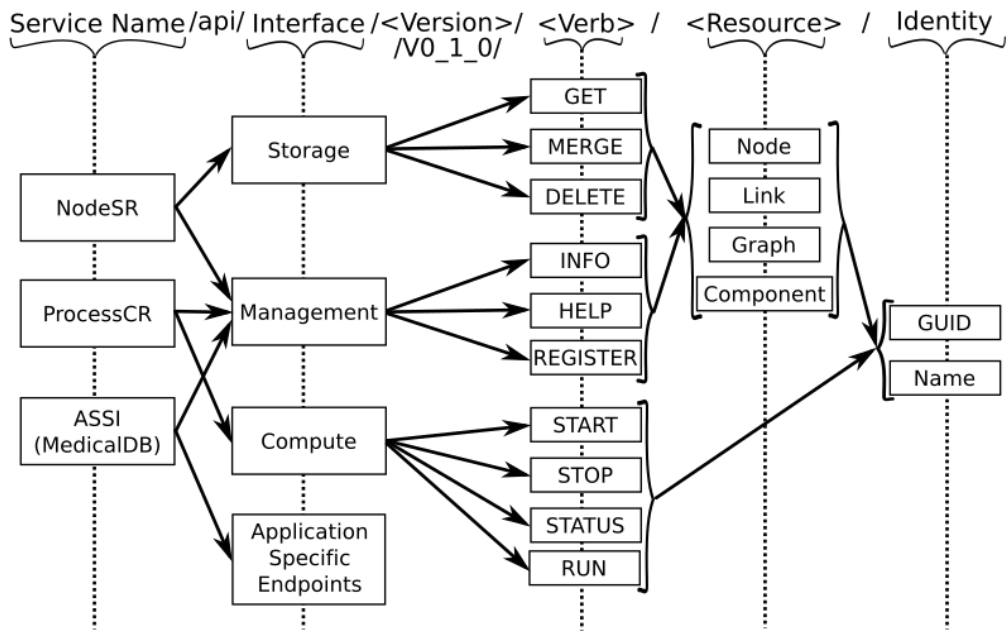 Service Name /api/ Interface /<Version>/ <Verb> / <Resource> / Identity
/V0_1_0/
NodeSR
ProcessCR
ASSI
(MedicalDB)
Storage
Management
Compute
Application
Specific
Endpoints
GET
MERGE
DELETE
INFO
HELP
REGISTER
START
STOP
STATUS
RUN
Node
Link
Graph
Component
GUID
Name